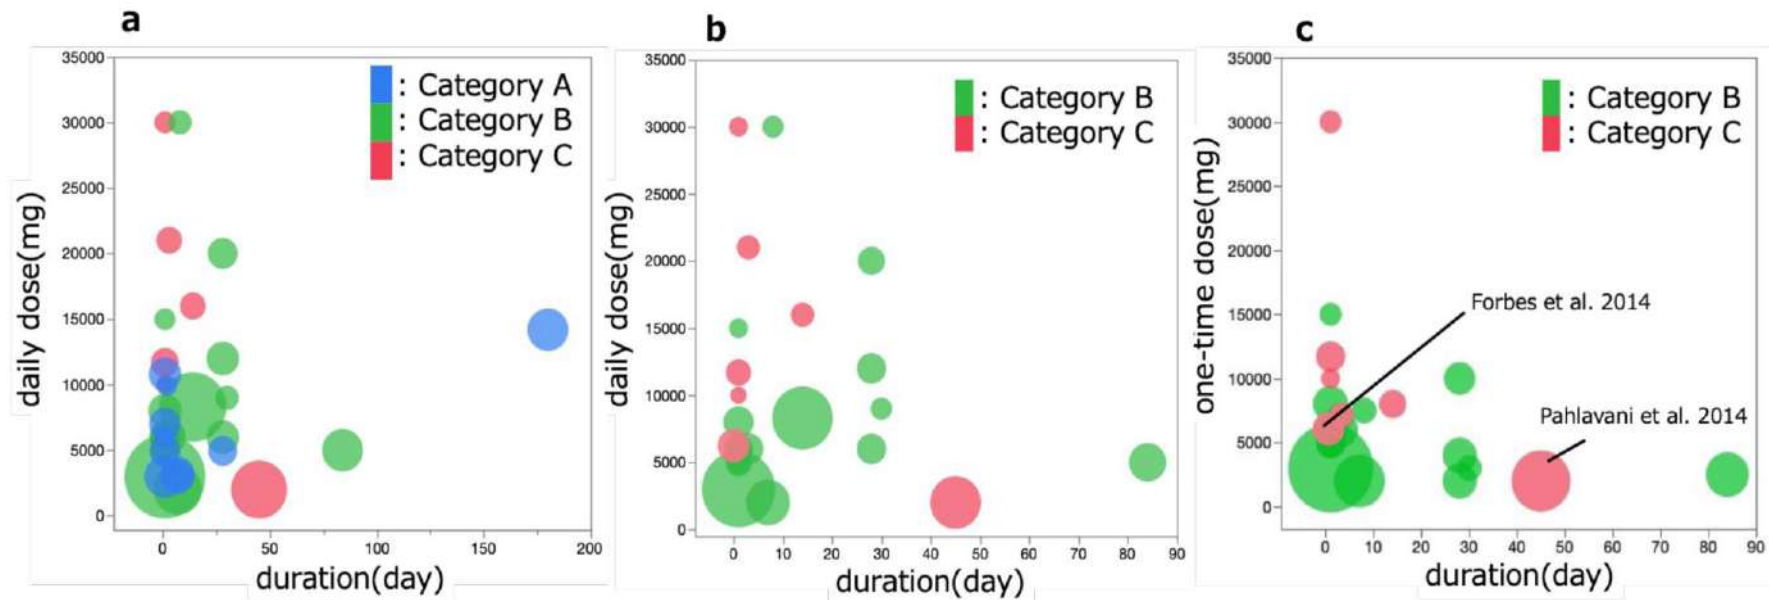 a
35000
30000
25000
20000
15000
10000
5000
0
daily dose(mg)
: Category A
: Category B
: Category C
0
50
100
150
200
duration(day)
b
35000
30000
25000
20000
15000
10000
5000
0
daily dose(mg)
: Category B
: Category C
0
10
20
30
40
50
60
70
80
90
duration(day)
c
35000
30000
25000
20000
15000
10000
5000
0
one-time dose(mg)
: Category B
: Category C
Forbes et al. 2014
Pahlavani et al. 2014
0
10
20
30
40
50
60
70
80
90
duration(day)